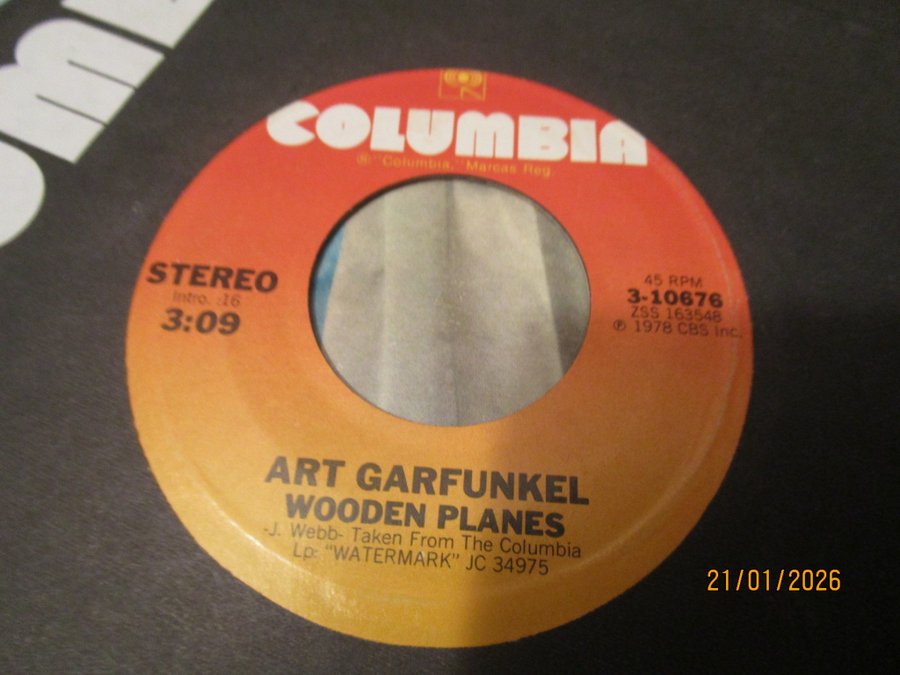 COLUMBIA
® "Columbia," Marcas Reg.
STEREO
Intro. :16
3:09
45 RPM
3-10676
ZSS 163548
℗ 1978 CBS Inc.
ART GARFUNKEL
WOODEN PLANES
-J. Webb- Taken From The Columbia
Lp: "WATERMARK" JC 34975
21/01/2026